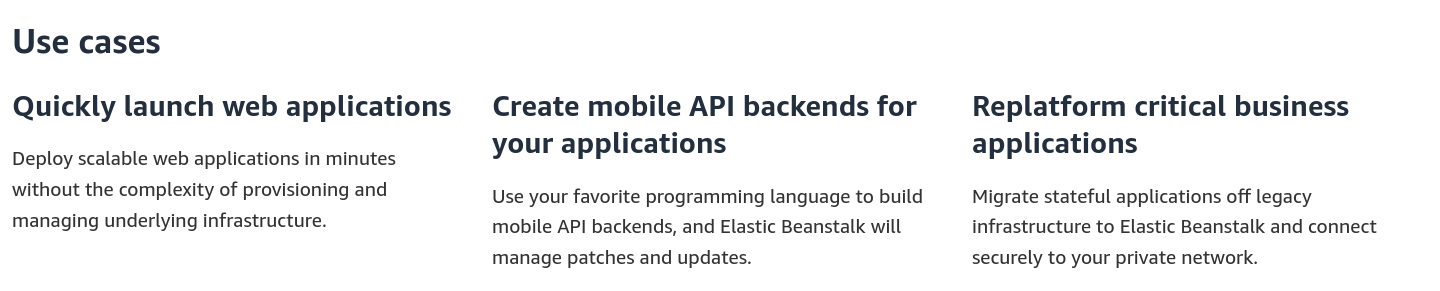 Use cases
Quickly launch web applications
Deploy scalable web applications in minutes
without the complexity of provisioning and
managing underlying infrastructure.
Create mobile API backends for
your applications
Use your favorite programming language to build
mobile API backends, and Elastic Beanstalk will
manage patches and updates.
Replatform critical business
applications
Migrate stateful applications off legacy
infrastructure to Elastic Beanstalk and connect
securely to your private network.